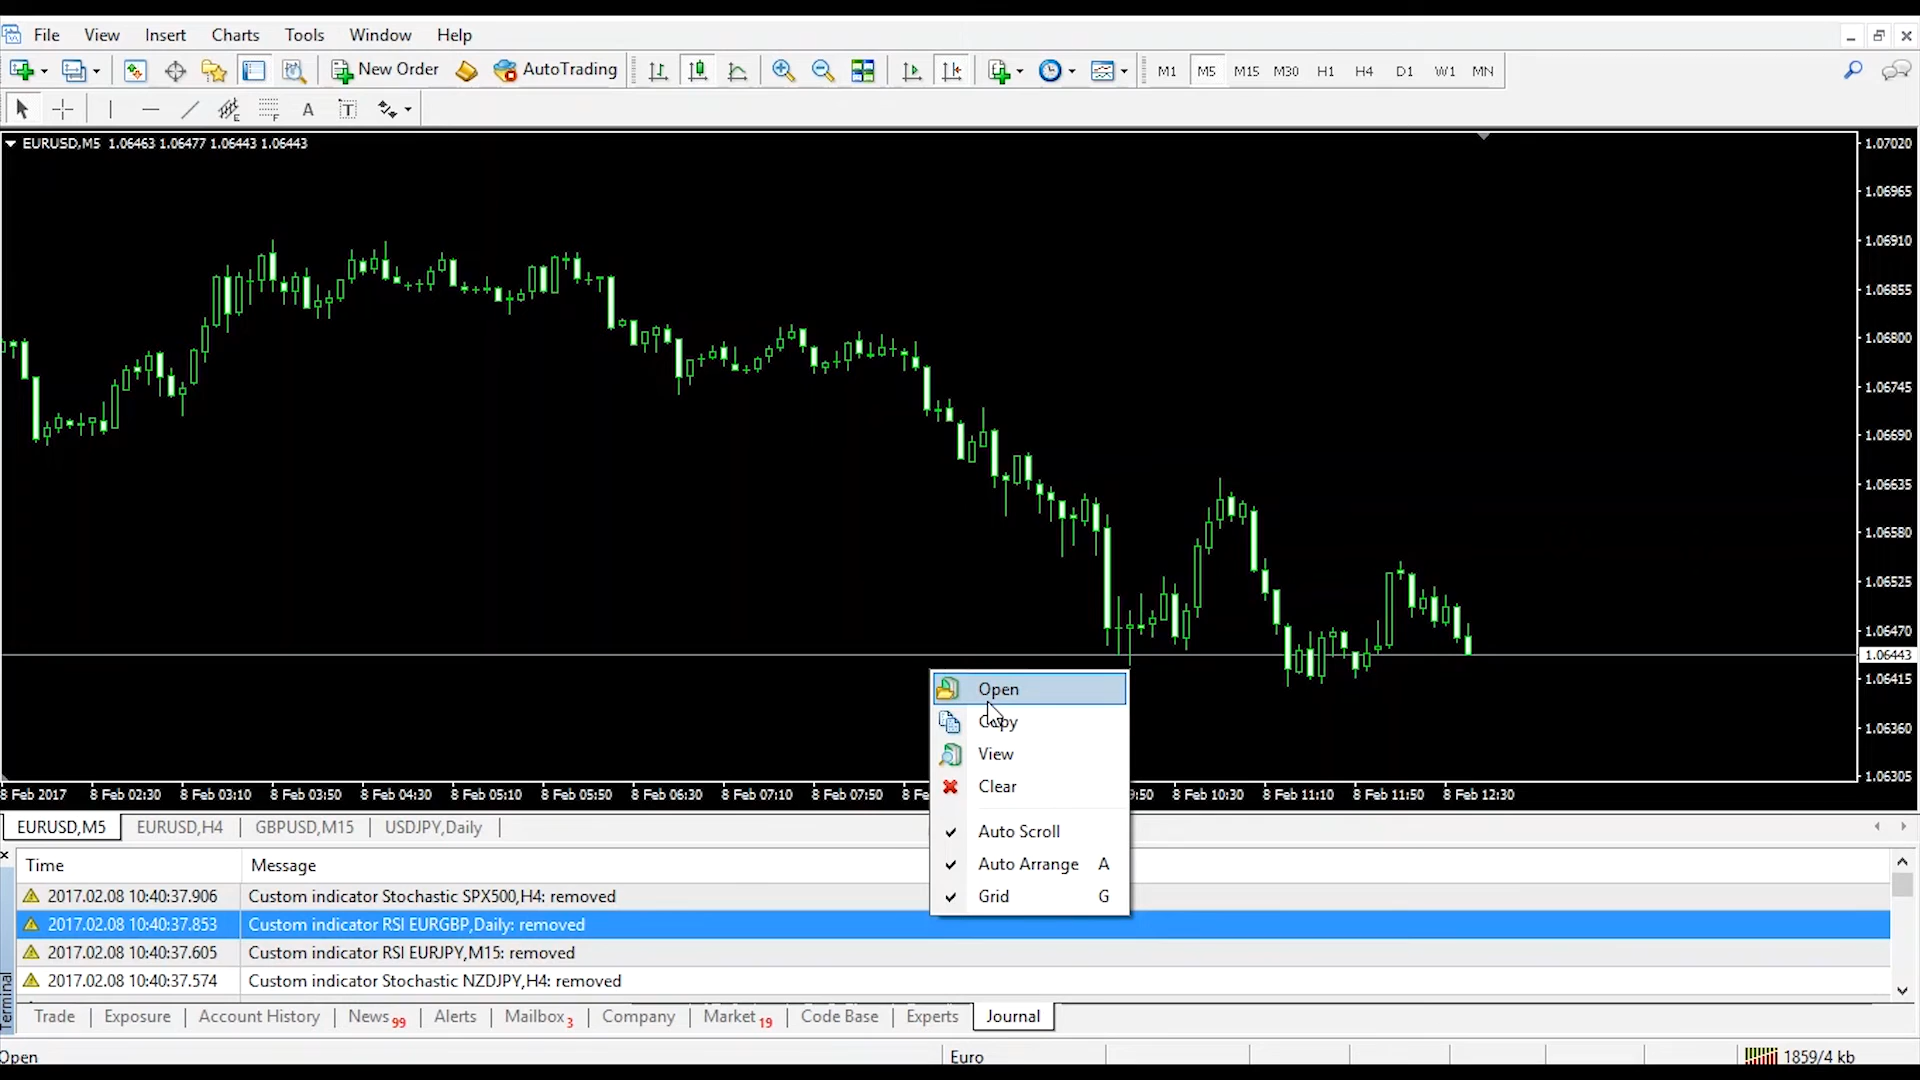 File View Insert Charts Tools Window Help
New Order AutoTrading M1 M5 M15 M30 H1 H4 D1 W1 MN
E F A T
EURUSD,M5 1.06463 1.06477 1.06443 1.06443
1.07020
1.06965
1.06910
1.06855
1.06800
1.06745
1.06690
1.06635
1.06580
1.06525
1.06470
1.06443
1.06415
1.06360
1.06305
Open
Copy
View
Clear
Auto Scroll
Auto Arrange A
Grid G
8 Feb 2017 8 Feb 02:30 8 Feb 03:10 8 Feb 03:50 8 Feb 04:30 8 Feb 05:10 8 Feb 05:50 8 Feb 06:30 8 Feb 07:10 8 Feb 07:50 8 Fe 9:50 8 Feb 10:30 8 Feb 11:10 8 Feb 11:50 8 Feb 12:30
EURUSD,M5 EURUSD,H4 GBPUSD,M15 USDJPY,Daily
Time Message
2017.02.08 10:40:37.906 Custom indicator Stochastic SPX500,H4: removed
2017.02.08 10:40:37.853 Custom indicator RSI EURGBP,Daily: removed
2017.02.08 10:40:37.605 Custom indicator RSI EURJPY,M15: removed
2017.02.08 10:40:37.574 Custom indicator Stochastic NZDJPY,H4: removed
Terminal
Trade Exposure Account History News 99 Alerts Mailbox 3 Company Market 19 Code Base Experts Journal
Open Euro 1859/4 kb